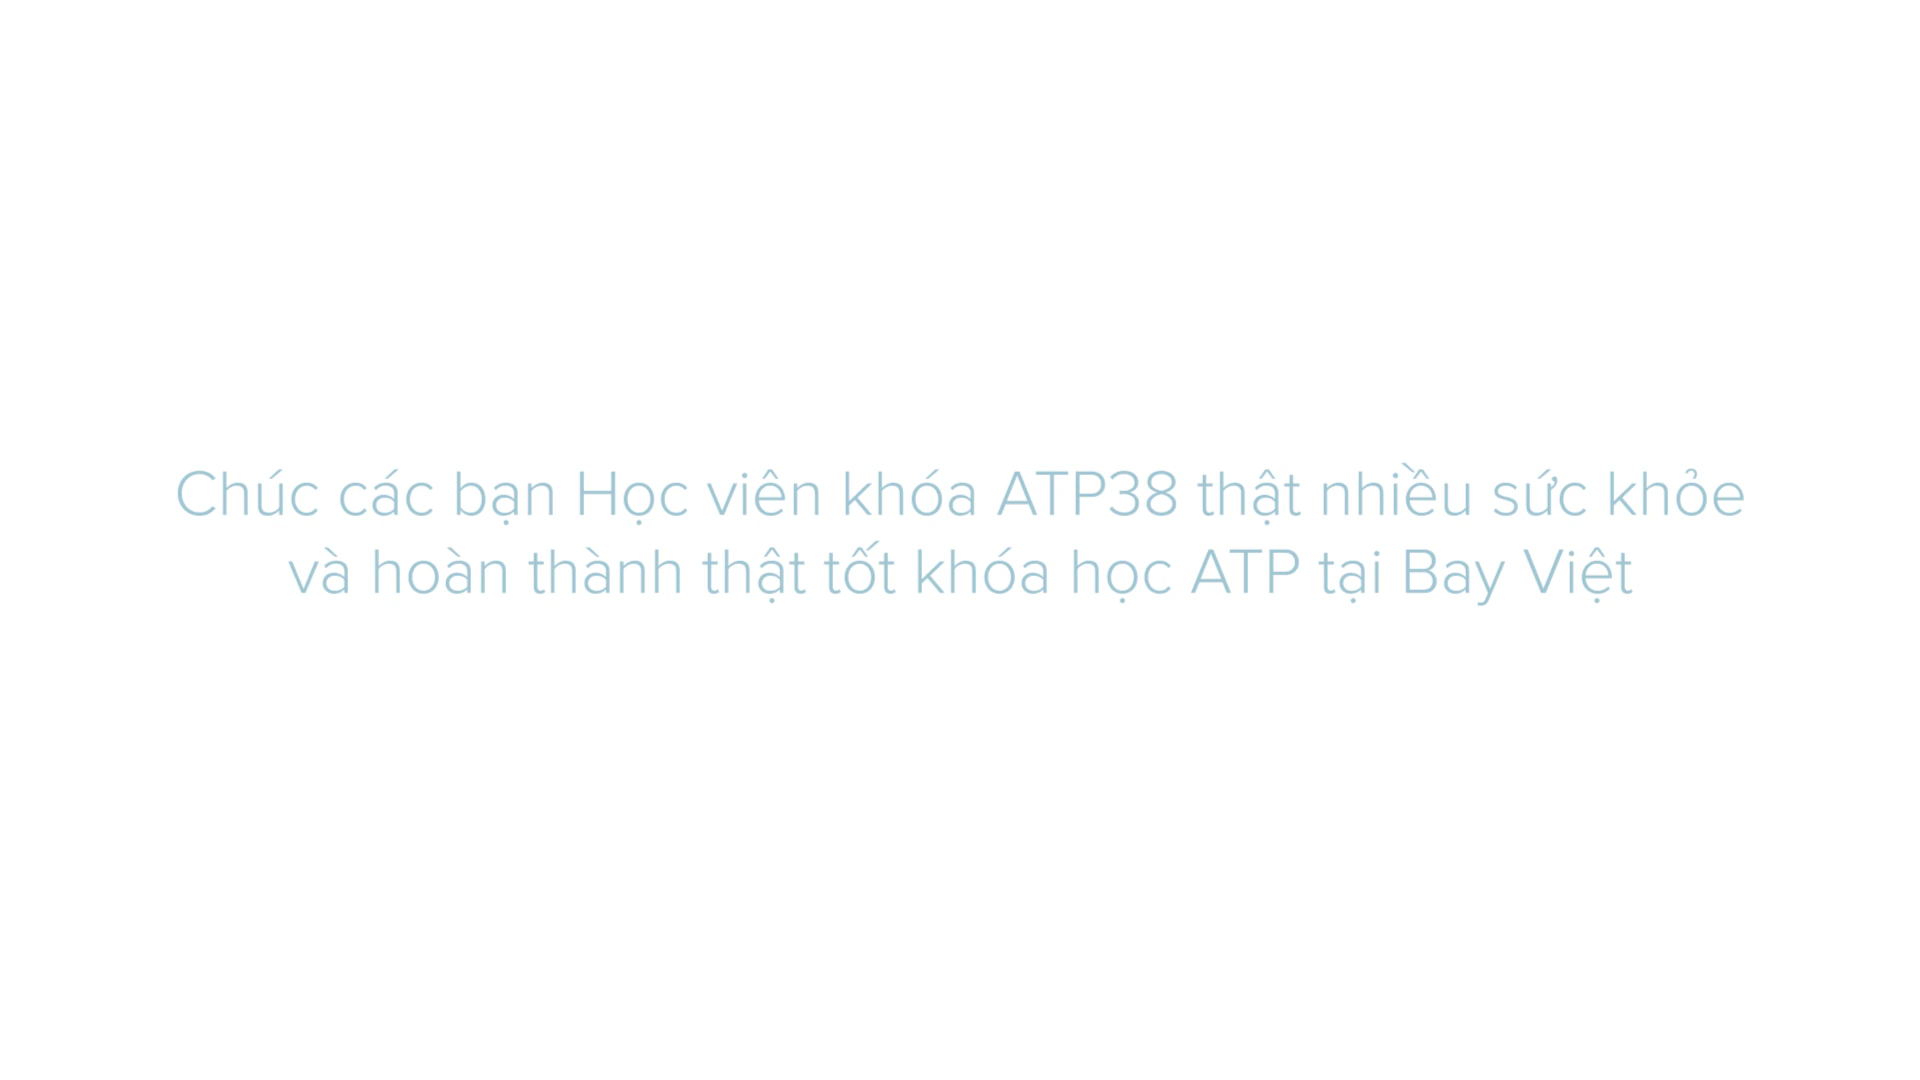 Chúc các bạn Học viên khóa ATP38 thật nhiều sức khỏe
và hoàn thành thật tốt khóa học ATP tại Bay Việt